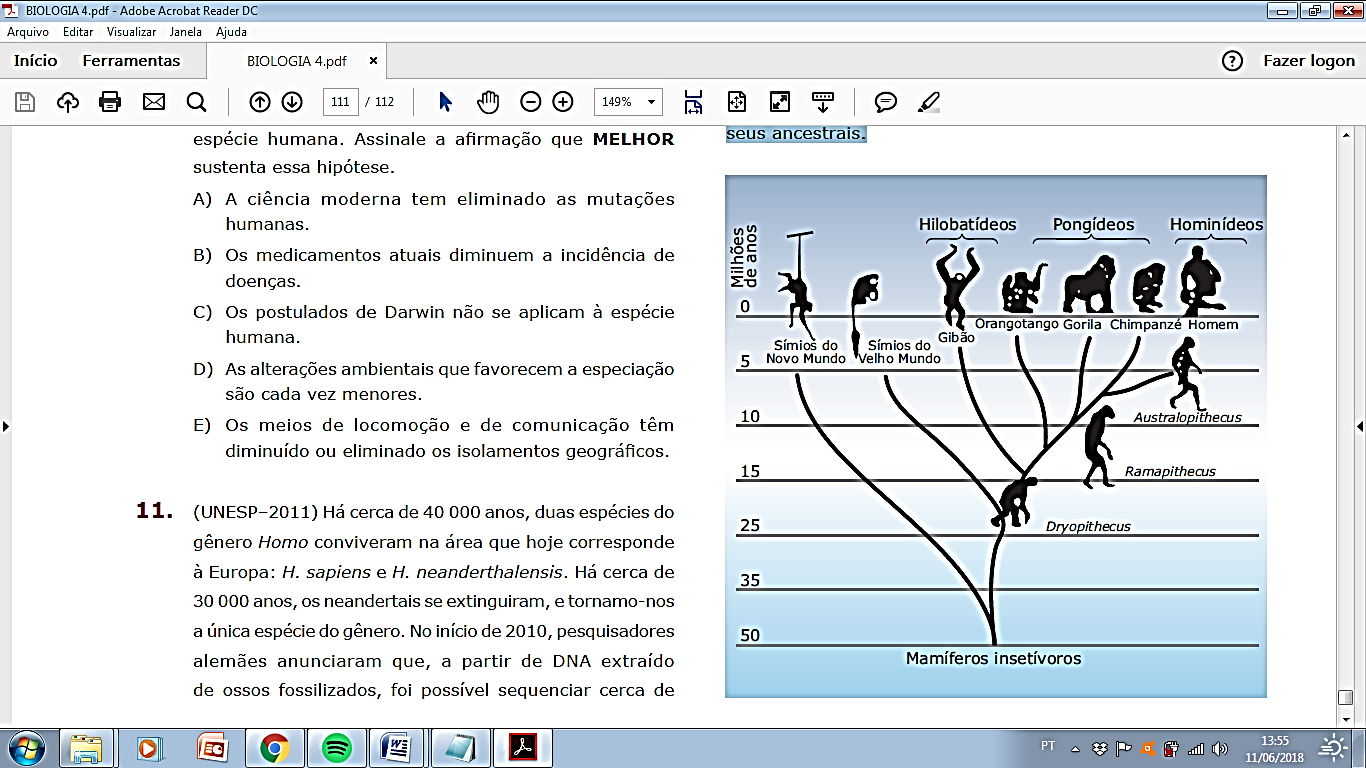 BIOLOGIA 4.pdf - Adobe Acrobat Reader DC
Arquivo Editar Visualizar Janela Ajuda
Início Ferramentas BIOLOGIA 4.pdf × ? Fazer logon
111 / 112 149%
espécie humana. Assinale a afirmação que MELHOR
sustenta essa hipótese.
A) A ciência moderna tem eliminado as mutações
humanas.
B) Os medicamentos atuais diminuem a incidência de
doenças.
C) Os postulados de Darwin não se aplicam à espécie
humana.
D) As alterações ambientais que favorecem a especiação
são cada vez menores.
E) Os meios de locomoção e de comunicação têm
diminuído ou eliminado os isolamentos geográficos.
11. (UNESP–2011) Há cerca de 40 000 anos, duas espécies do
gênero Homo conviveram na área que hoje corresponde
à Europa: H. sapiens e H. neanderthalensis. Há cerca de
30 000 anos, os neandertais se extinguiram, e tornamo-nos
a única espécie do gênero. No início de 2010, pesquisadores
alemães anunciaram que, a partir de DNA extraído
de ossos fossilizados, foi possível sequenciar cerca de
seus ancestrais.
Milhões
de anos
Hilobatídeos Pongídeos Hominídeos
0
Orangotango Gorila Chimpanzé Homem
Gibão
Símios do
Novo Mundo
Símios do
Velho Mundo
5
10
Australopithecus
Ramapithecus
15
25
Dryopithecus
35
50
Mamíferos insetívoros
PT
13:55
11/06/2018